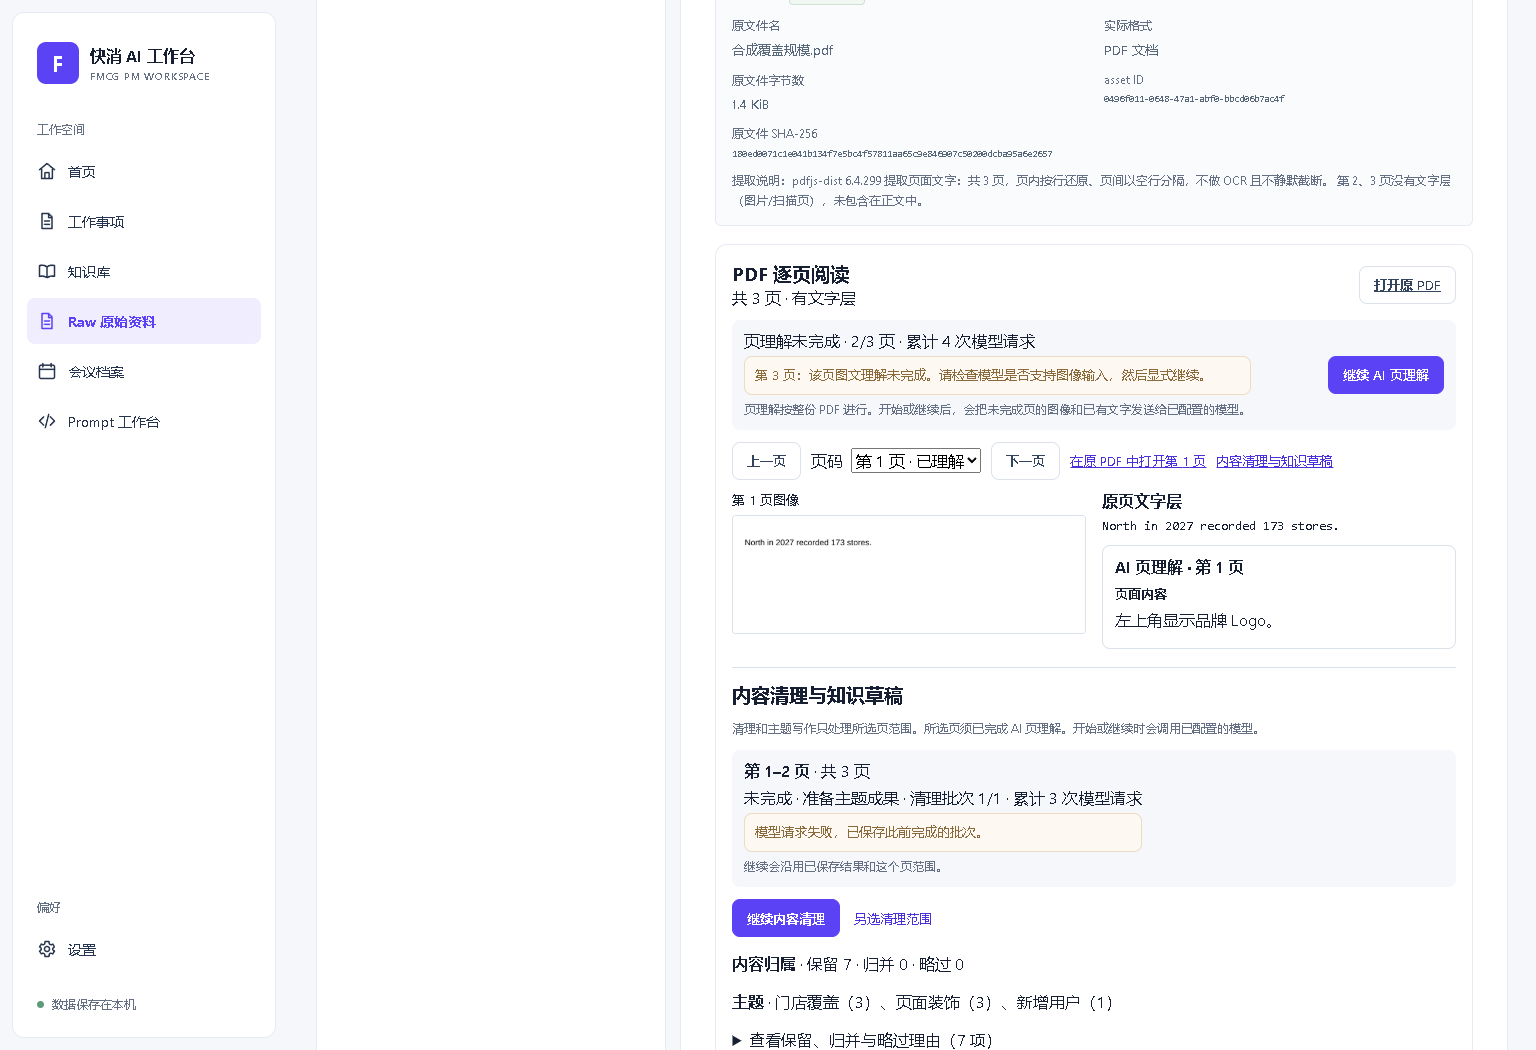 F
快消 AI 工作台
FMCG PM WORKSPACE
工作空间
首页
工作事项
知识库
Raw 原始资料
会议档案
Prompt 工作台
偏好
设置
数据保存在本机
原文件名
合成覆盖规模.pdf
实际格式
PDF 文档
原文件字节数
1.4 KiB
asset ID
0496f011-0648-47a1-abf0-bbcd06b7ac4f
原文件 SHA-256
180ed0071c1e041b134f7e5bc4f57811aa65c9e846907c50200dcba95a6e2657
提取说明：pdfjs-dist 6.4.299 提取页面文字：共 3 页，页内按行还原、页间以空行分隔，不做 OCR 且不静默截断。 第 2、3 页没有文字层
（图片/扫描页），未包含在正文中。
PDF 逐页阅读
共 3 页 · 有文字层
打开原 PDF
页理解未完成 · 2/3 页 · 累计 4 次模型请求
第 3 页：该页图文理解未完成。请检查模型是否支持图像输入，然后显式继续。
页理解按整份 PDF 进行。开始或继续后，会把未完成页的图像和已有文字发送给已配置的模型。
继续 AI 页理解
上一页
页码
第 1 页 · 已理解
下一页
在原 PDF 中打开第 1 页
内容清理与知识草稿
第 1 页图像
North in 2027 recorded 173 stores.
原页文字层
North in 2027 recorded 173 stores.
AI 页理解 · 第 1 页
页面内容
左上角显示品牌 Logo。
内容清理与知识草稿
清理和主题写作只处理所选页范围。所选页须已完成 AI 页理解。开始或继续时会调用已配置的模型。
第 1–2 页 · 共 3 页
未完成 · 准备主题成果 · 清理批次 1/1 · 累计 3 次模型请求
模型请求失败，已保存此前完成的批次。
继续会沿用已保存结果和这个页范围。
继续内容清理
另选清理范围
内容归属 · 保留 7 · 归并 0 · 略过 0
主题 · 门店覆盖（3）、页面装饰（3）、新增用户（1）
查看保留、归并与略过理由（7 项）